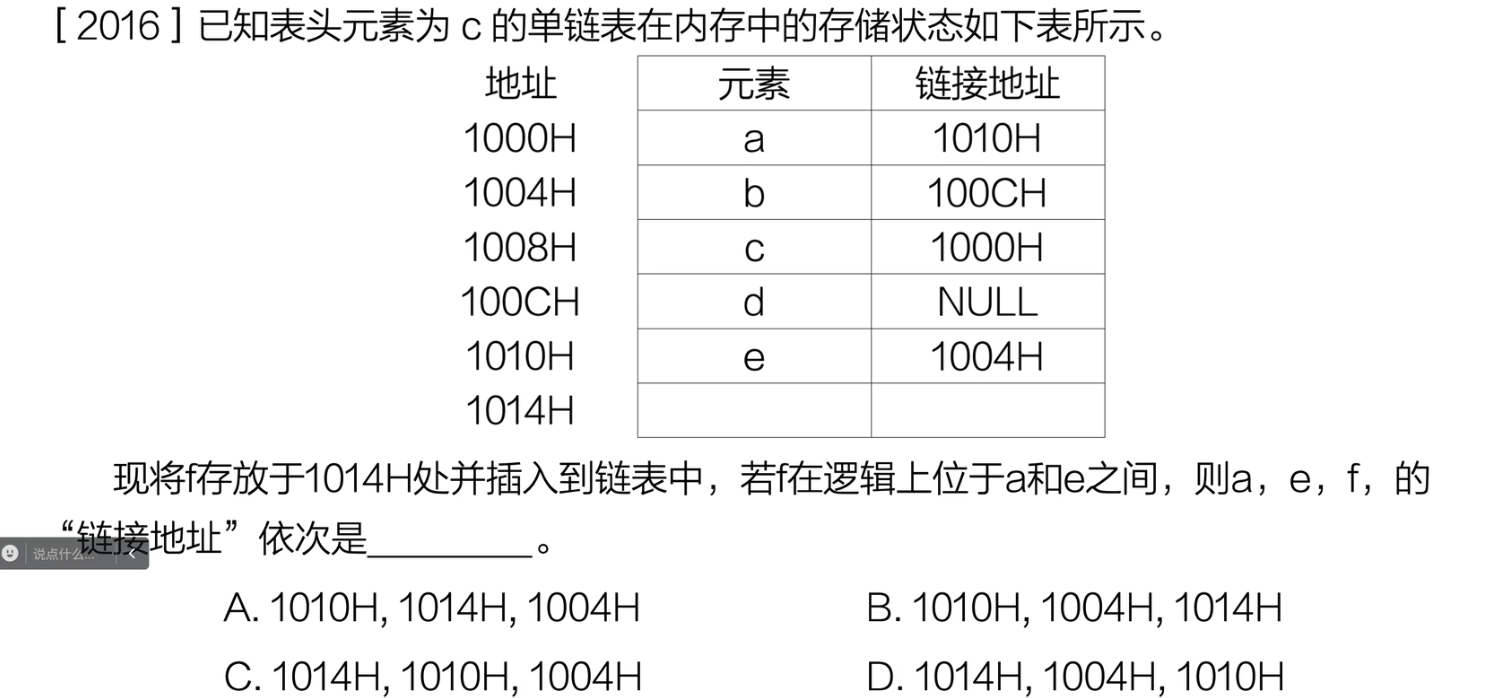 [ 2016 ] 已知表头元素为 c 的单链表在内存中的存储状态如下表所示。
地址 元素 链接地址
1000H a 1010H
1004H b 100CH
1008H c 1000H
100CH d NULL
1010H e 1004H
1014H
现将f存放于1014H处并插入到链表中，若f在逻辑上位于a和e之间，则a，e，f，的
“链接地址”依次是_________。
说点什么...
A. 1010H, 1014H, 1004H B. 1010H, 1004H, 1014H
C. 1014H, 1010H, 1004H D. 1014H, 1004H, 1010H